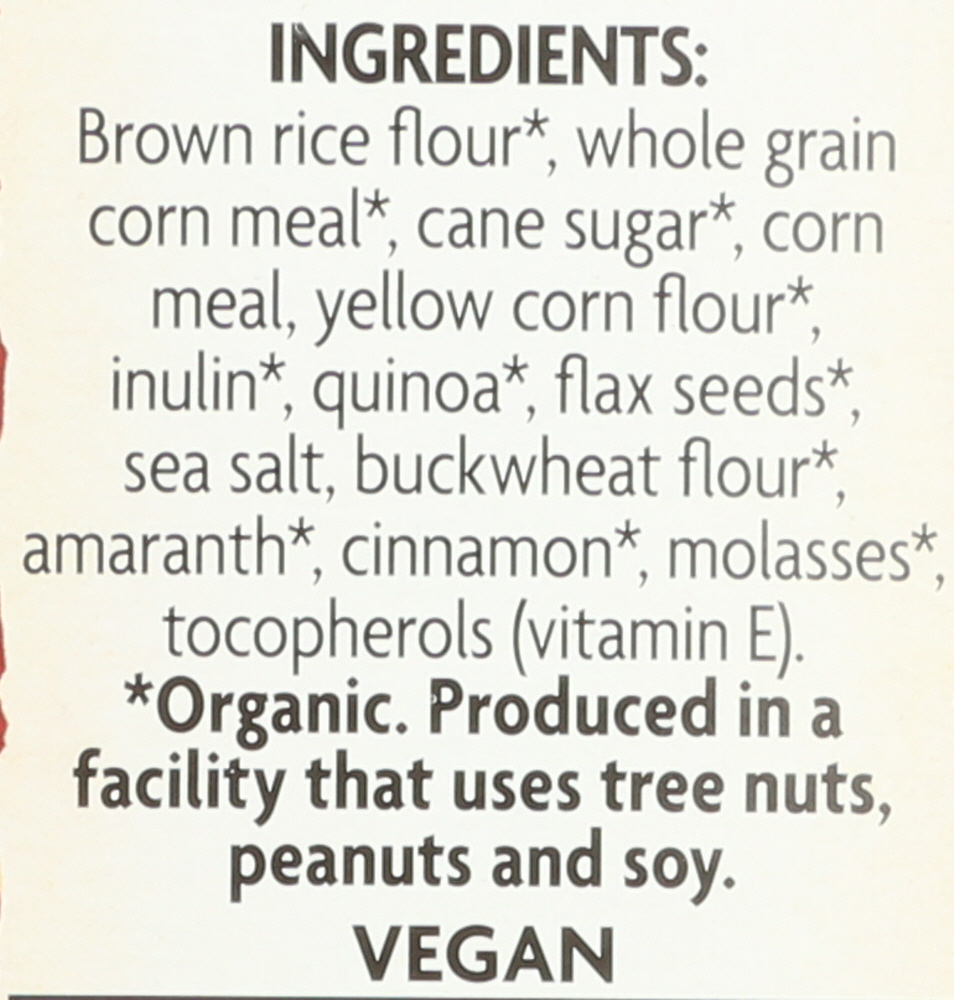 INGREDIENTS:
Brown rice flour*, whole grain
corn meal*, cane sugar*, corn
meal, yellow corn flour*,
inulin*, quinoa*, flax seeds*,
sea salt, buckwheat flour*,
amaranth*, cinnamon*, molasses*,
tocopherols (vitamin E).
*Organic. Produced in a
facility that uses tree nuts,
peanuts and soy.
VEGAN